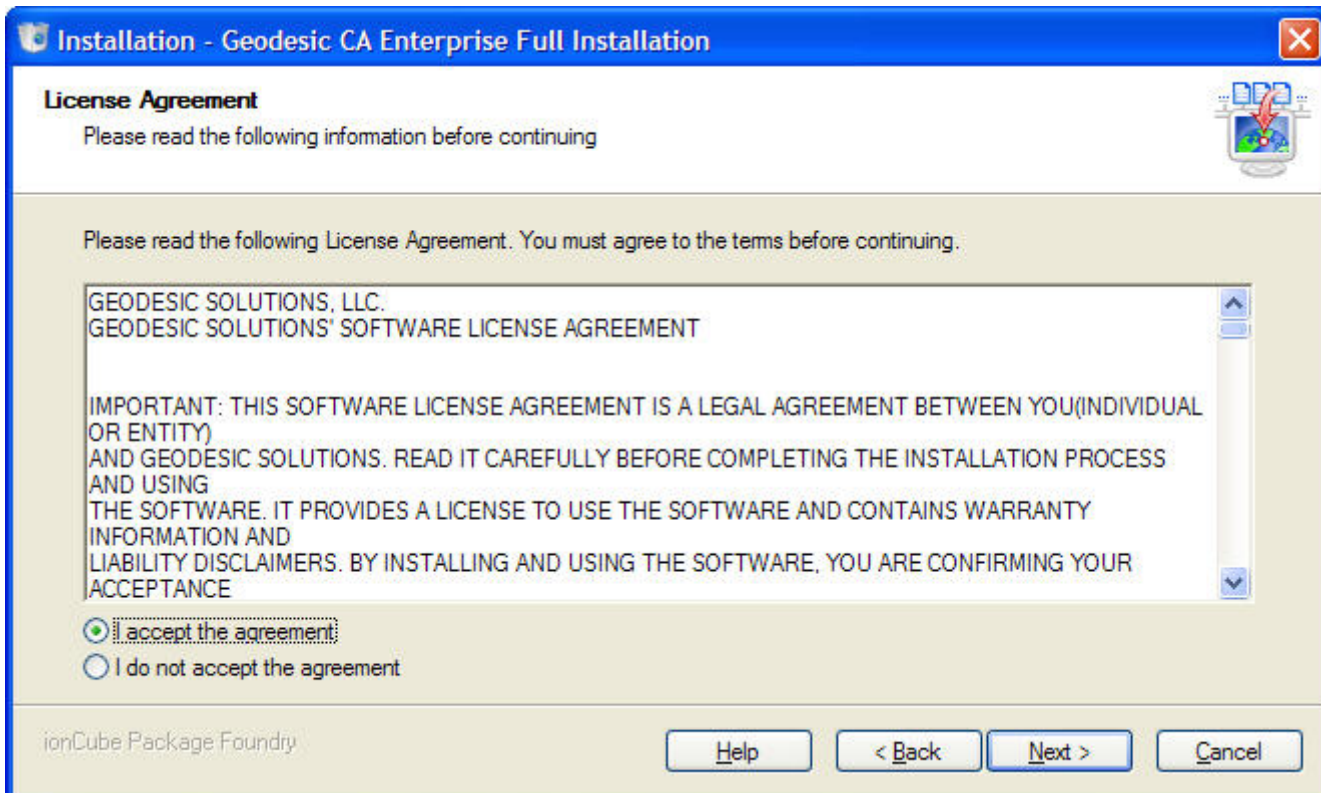 Installation - Geodesic CA Enterprise Full Installation
License Agreement
Please read the following information before continuing
Please read the following License Agreement. You must agree to the terms before continuing.
GEODESIC SOLUTIONS, LLC.
GEODESIC SOLUTIONS' SOFTWARE LICENSE AGREEMENT
IMPORTANT: THIS SOFTWARE LICENSE AGREEMENT IS A LEGAL AGREEMENT BETWEEN YOU(INDIVIDUAL
OR ENTITY)
AND GEODESIC SOLUTIONS. READ IT CAREFULLY BEFORE COMPLETING THE INSTALLATION PROCESS
AND USING
THE SOFTWARE. IT PROVIDES A LICENSE TO USE THE SOFTWARE AND CONTAINS WARRANTY
INFORMATION AND
LIABILITY DISCLAIMERS. BY INSTALLING AND USING THE SOFTWARE, YOU ARE CONFIRMING YOUR
ACCEPTANCE
I accept the agreement
I do not accept the agreement
ionCube Package Foundry
Help < Back Next > Cancel